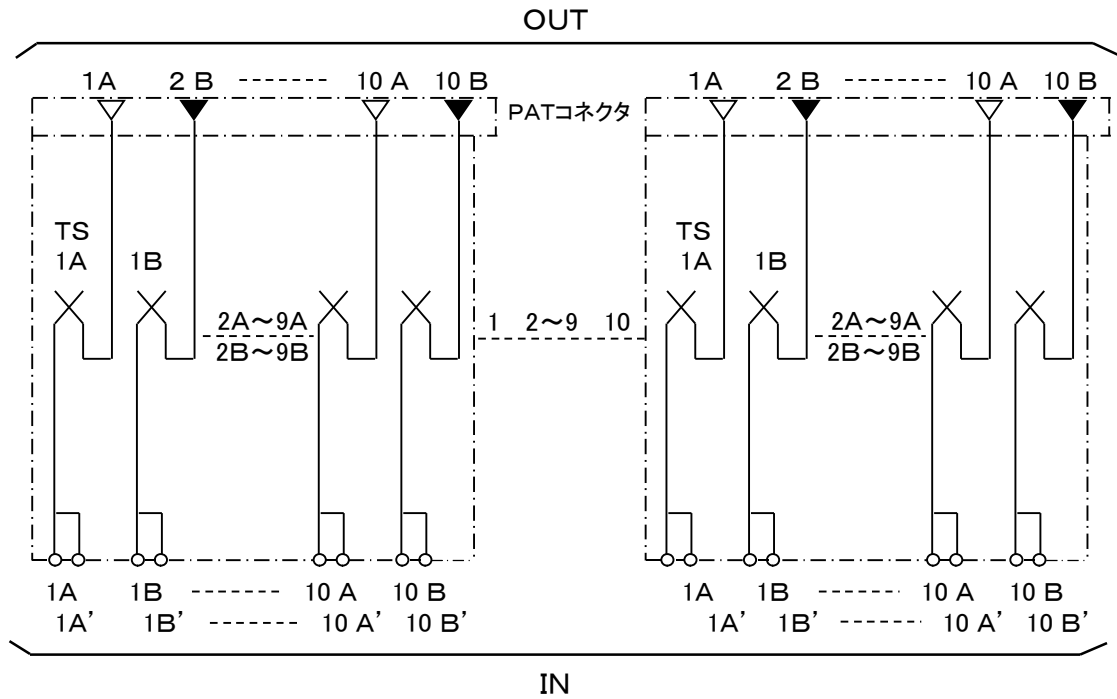 OUT
1A 2 B -------- 10 A 10 B PATコネクタ 1A 2 B -------- 10 A 10 B
TS TS
1A 1B 1A 1B
2A～9A 1 2～9 10 2A～9A
2B～9B 2B～9B
1A 1B -------- 10 A 10 B 1A 1B -------- 10 A 10 B
1A’ 1B’ -------- 10 A’ 10 B’ 1A’ 1B’ -------- 10 A’ 10 B’
IN